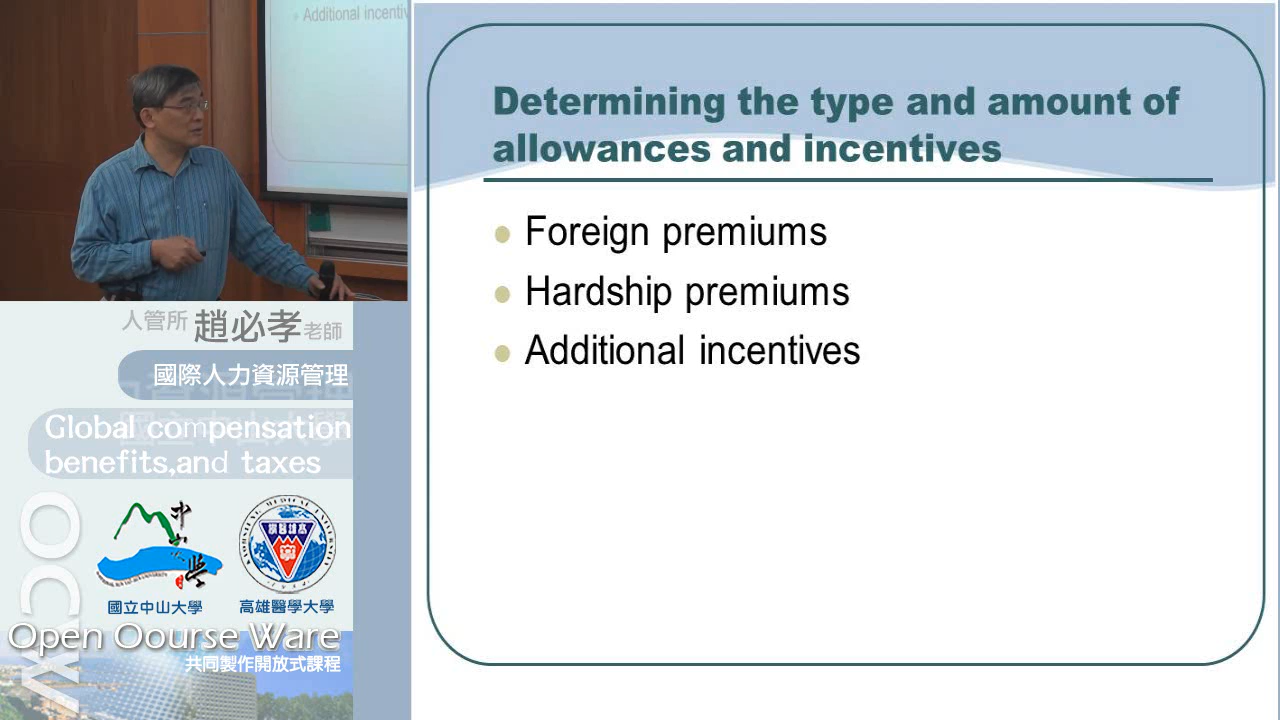 Additional incentiv
Determining the type and amount of
allowances and incentives
Foreign premiums
Hardship premiums
Additional incentives
人管所 趙必孝老師
國際人力資源管理
Global compensation
benefits,and taxes
OCW
國立中山大學
高雄醫學大學
Open Oourse Ware
共同製作開放式課程